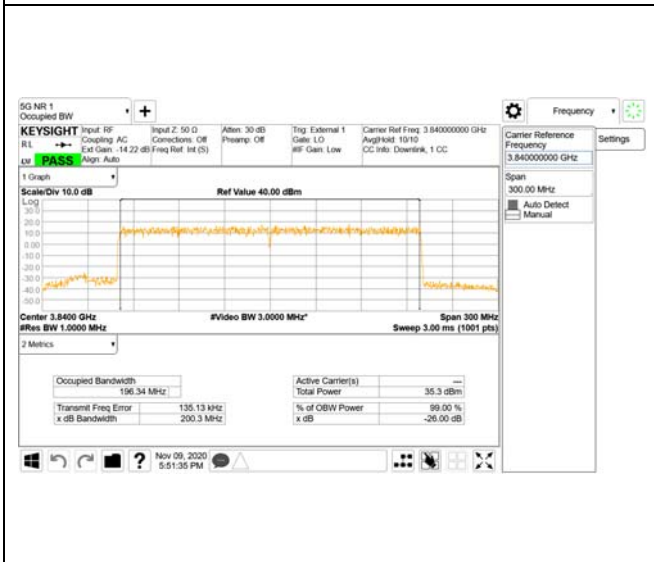 5G NR 1
Occupied BW
+
Frequency
KEYSIGHT
RL
LXI
PASS
Input: RF
Coupling: AC
Ext Gain: -14.22 dB
Align: Auto
Input Z: 50 Ω
Corrections: Off
Freq Ref: Int (S)
Atten: 30 dB
Preamp: Off
Trig: External 1
Gate: LO
#IF Gain: Low
Carrier Ref Freq: 3.840000000 GHz
Avg|Hold: 10/10
CC Info: Downlink, 1 CC
Carrier Reference
Frequency
3.840000000 GHz
Settings
Span
300.00 MHz
Auto Detect
Manual
1 Graph
Scale/Div 10.0 dB
Ref Value 40.00 dBm
Log
30.0
20.0
10.0
0.00
-10.0
-20.0
-30.0
-40.0
-50.0
Center 3.8400 GHz
#Video BW 3.0000 MHz*
Span 300 MHz
#Res BW 1.0000 MHz
Sweep 3.00 ms (1001 pts)
2 Metrics
Occupied Bandwidth
196.34 MHz
Active Carrier(s)
---
Total Power
35.3 dBm
Transmit Freq Error
135.13 kHz
% of OBW Power
99.00 %
x dB Bandwidth
200.3 MHz
x dB
-26.00 dB
?
Nov 09, 2020
5:51:35 PM